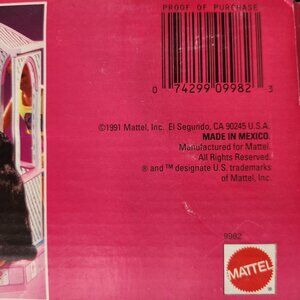 PROOF OF PURCHASE
0 74299 09982 3
©1991 Mattel, Inc. El Segundo, CA 90245 U.S.A.
MADE IN MEXICO.
Manufactured for Mattel.
All Rights Reserved.
® and ™ designate U.S. trademarks
of Mattel, Inc.
9982
MATTEL
®